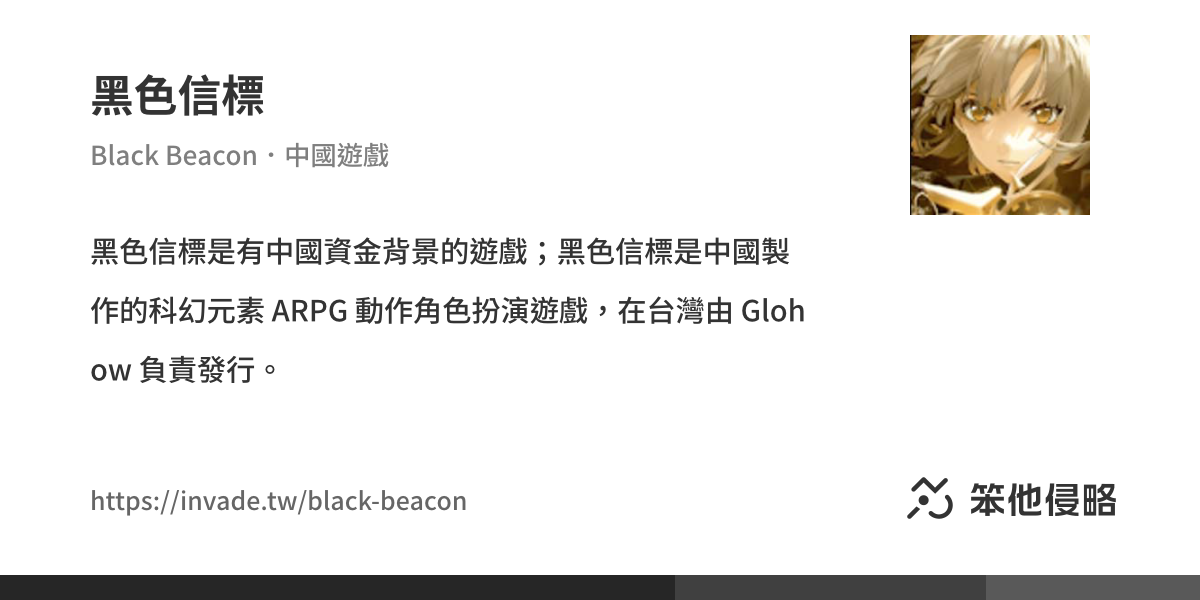 黑色信標
Black Beacon・中國遊戲
黑色信標是有中國資金背景的遊戲；黑色信標是中國製
作的科幻元素 ARPG 動作角色扮演遊戲，在台灣由 Gloh
ow 負責發行。
https://invade.tw/black-beacon
笨他侵略